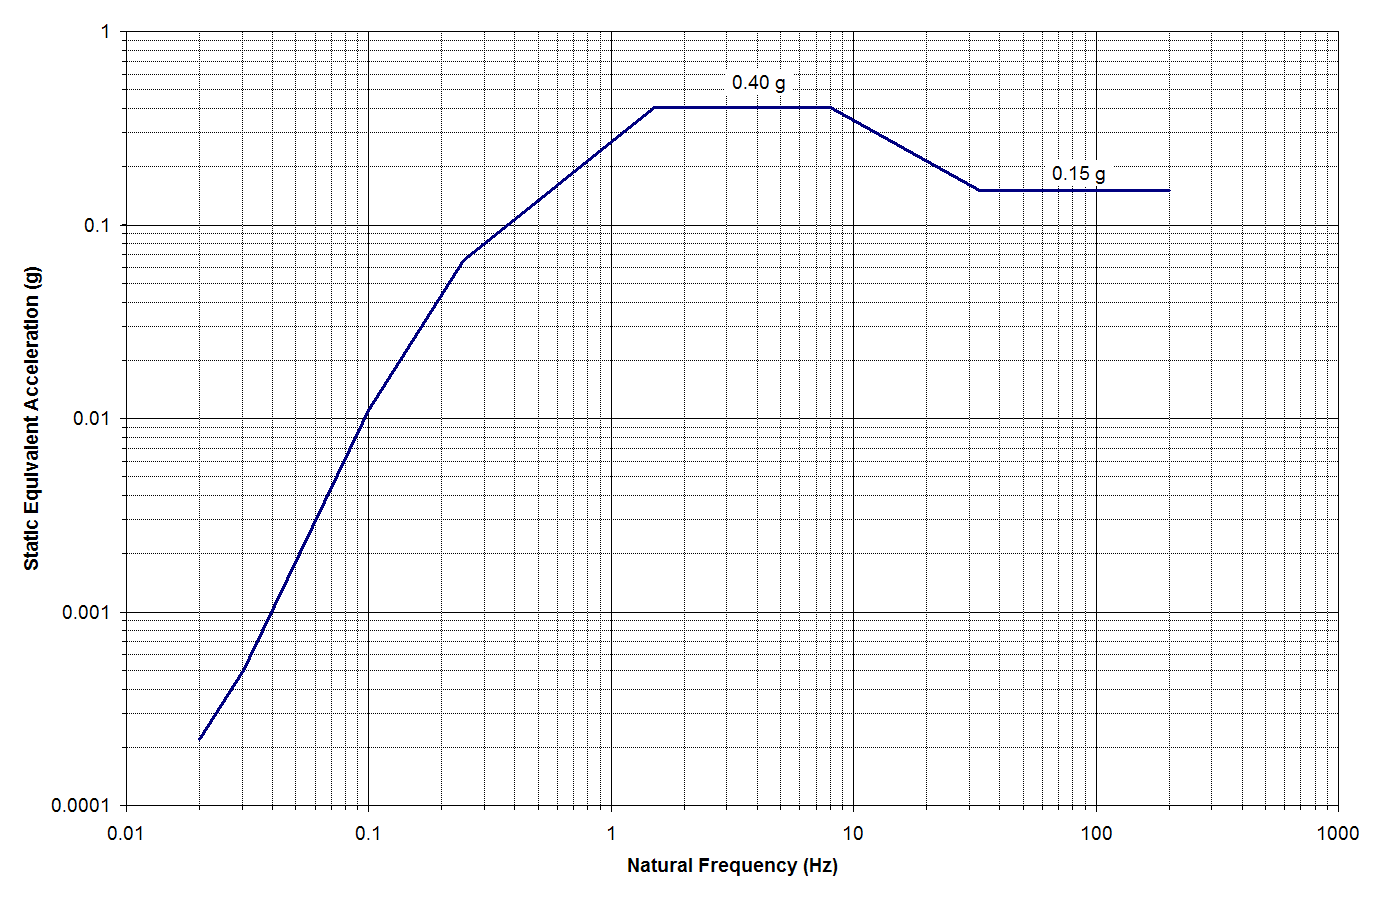 1
0.40 g
0.15 g
0.1
0.01
0.001
0.0001
Static Equivalent Acceleration (g)
0.01 0.1 1 10 100 1000
Natural Frequency (Hz)